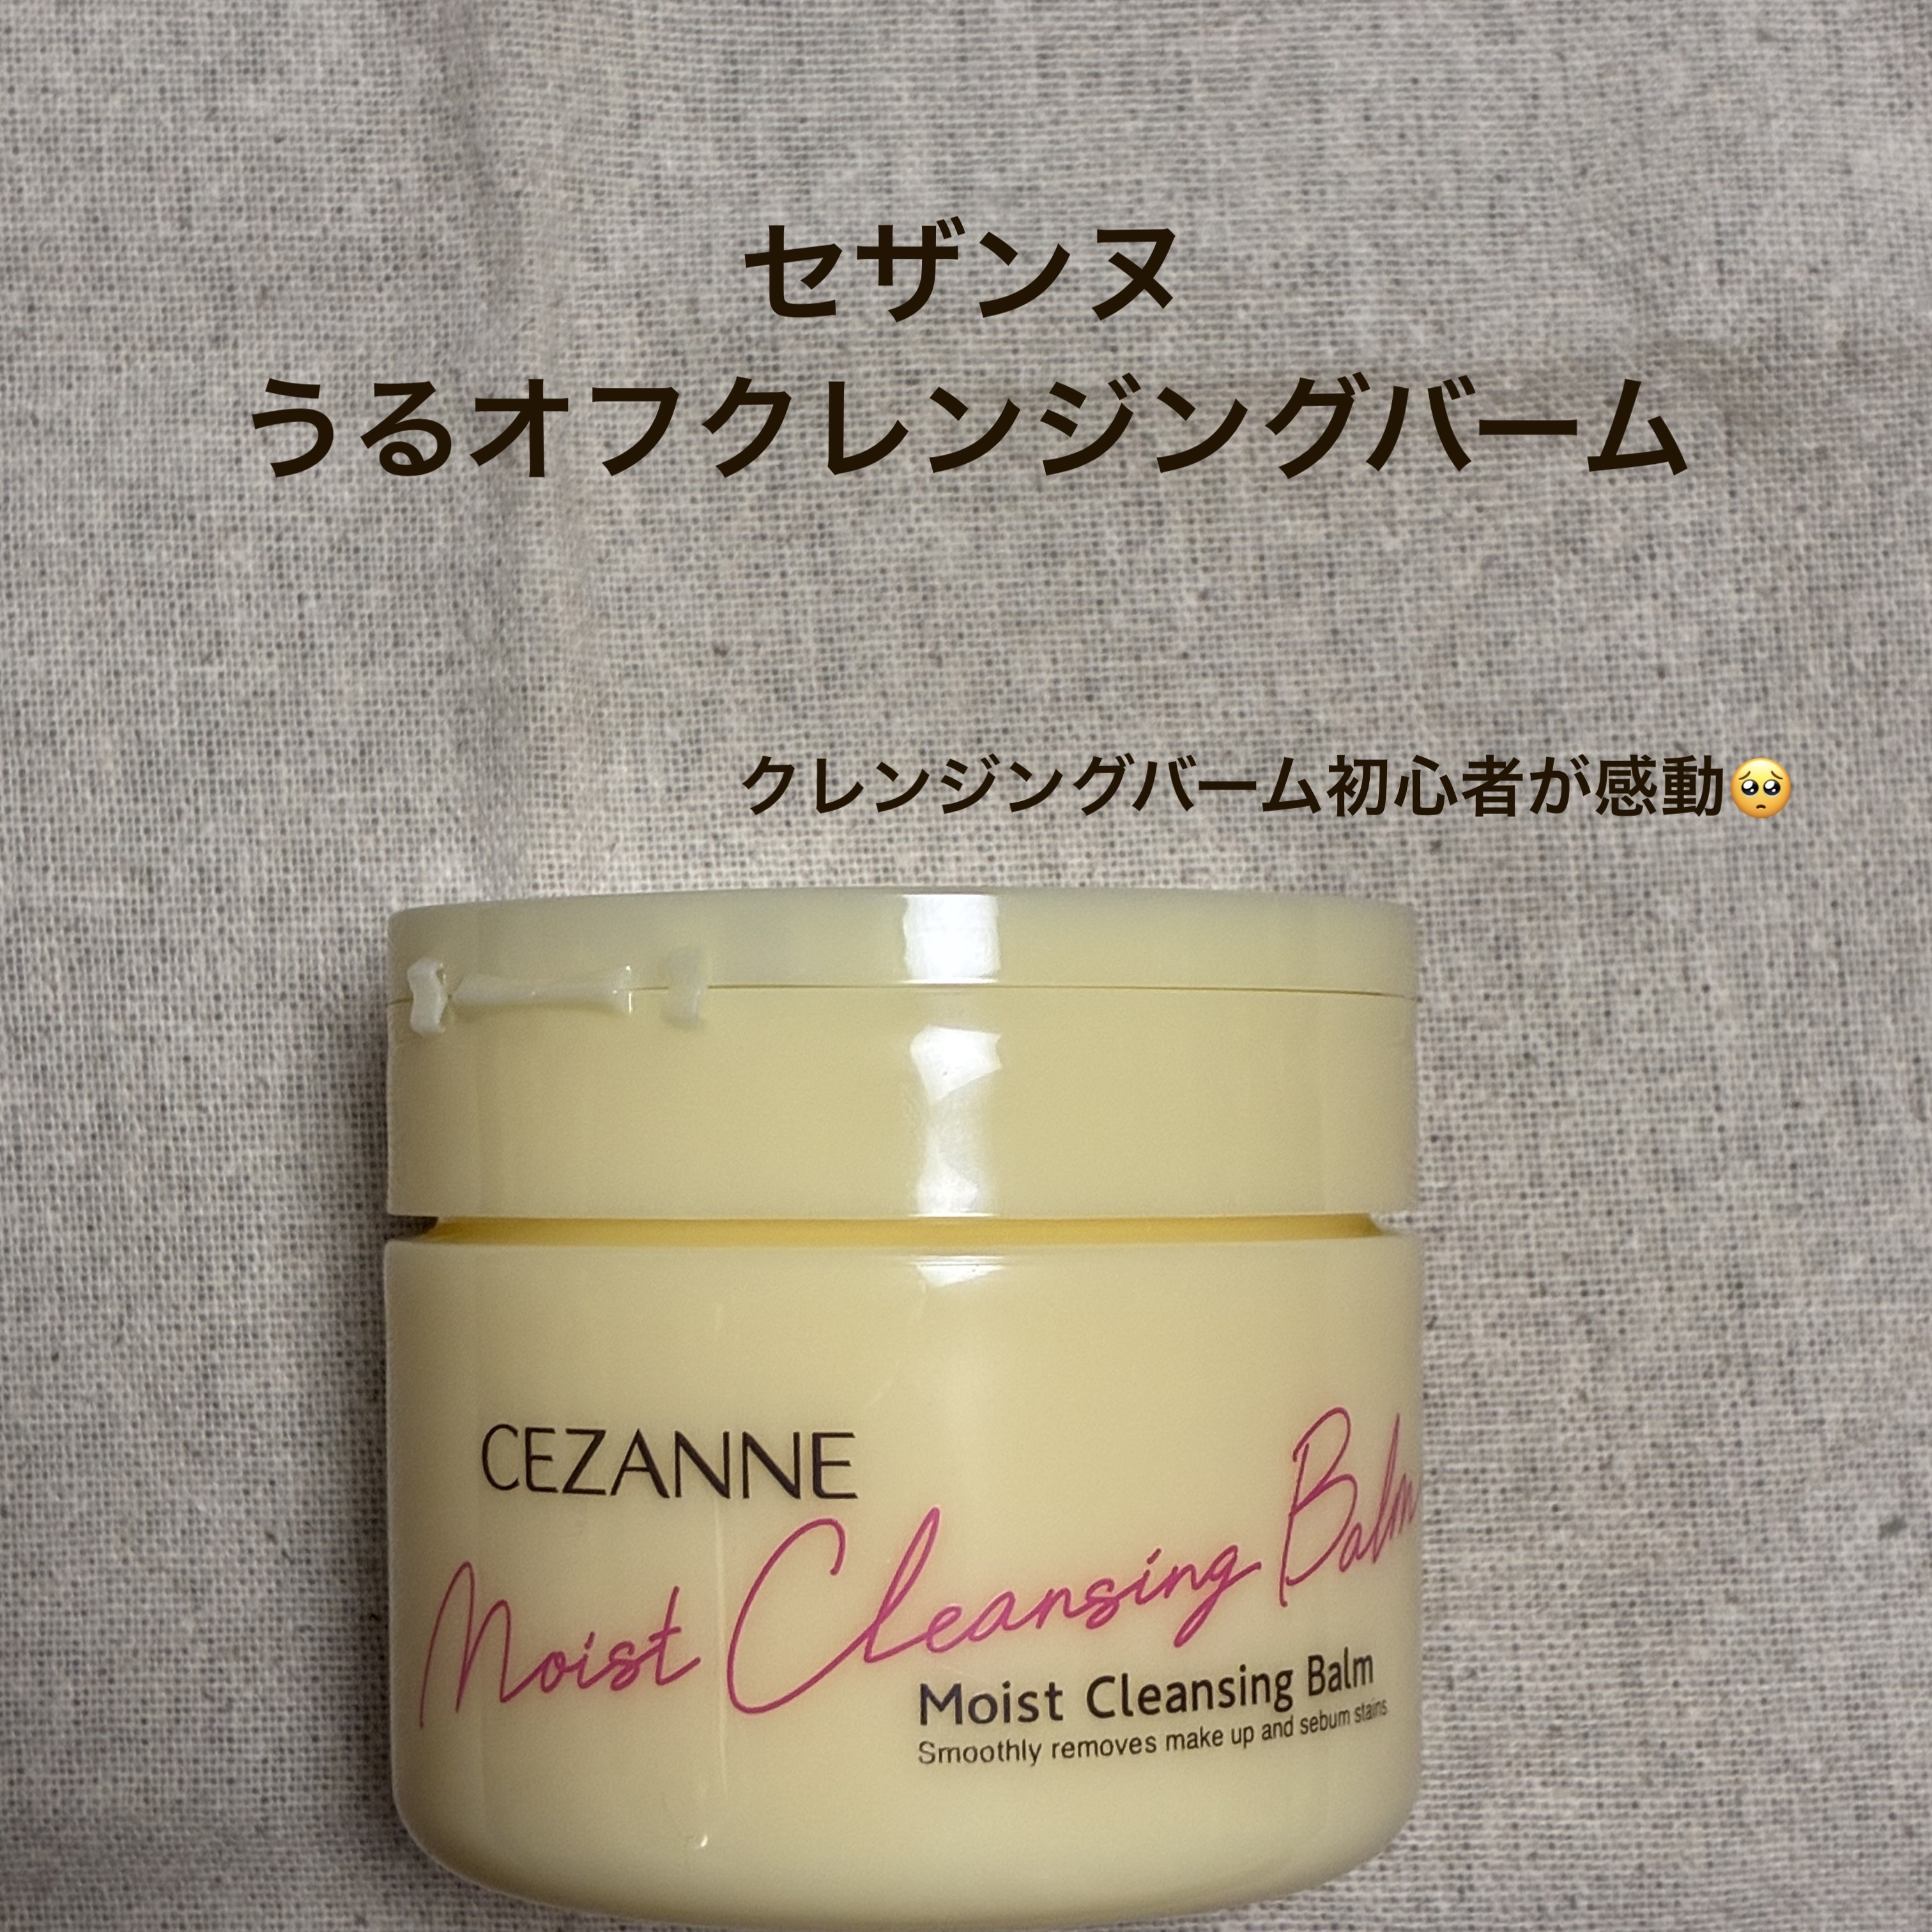 セザンヌ
うるオフクレンジングバーム
クレンジングバーム初心者が感動🥺
CEZANNE
Moist Cleansing Balm
Moist Cleansing Balm
Smoothly removes make up and sebum stains